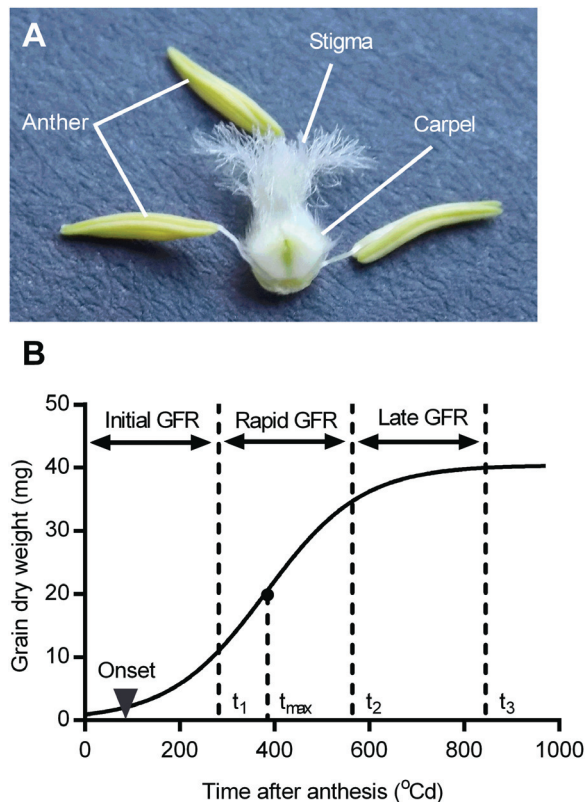 A
Stigma
Anther
Carpel
B
Initial GFR
Rapid GFR
Late GFR
Grain dry weight (mg)
50
40
30
20
10
0
Onset
t1
tmax
t2
t3
0
200
400
600
800
1000
Time after anthesis (°Cd)